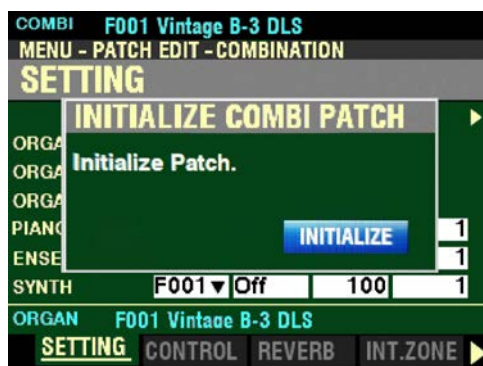 COMBI F001 Vintage B-3 DLS
MENU - PATCH EDIT - COMBINATION
SETTING
INITIALIZE COMBI PATCH
ORGA
Initialize Patch.
ORGA
ORGA
PIANO 1
INITIALIZE
ENSE 1
SYNTH F001 ▼ Off 100 1
ORGAN F001 Vintage B-3 DLS
SETTING CONTROL REVERB INT.ZONE